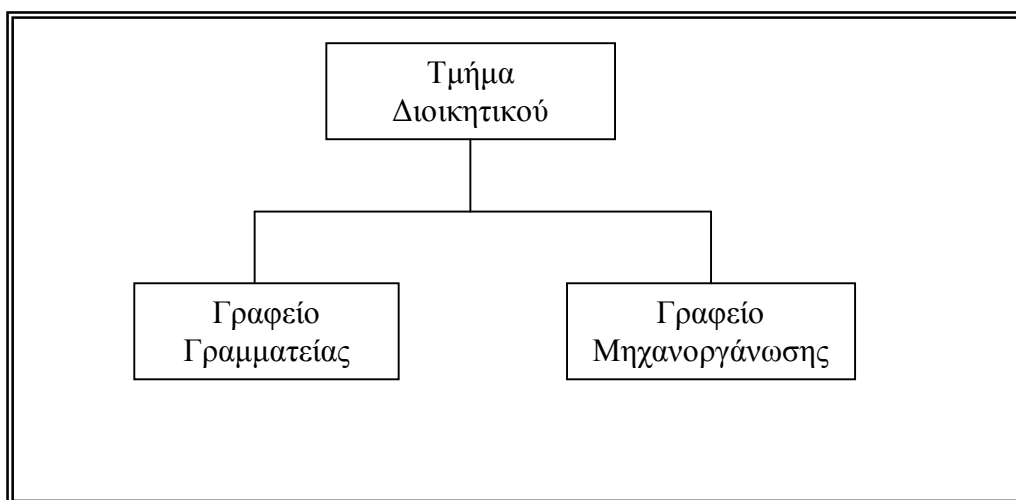 Τμήμα
Διοικητικού
Γραφείο
Γραμματείας
Γραφείο
Μηχανοργάνωσης